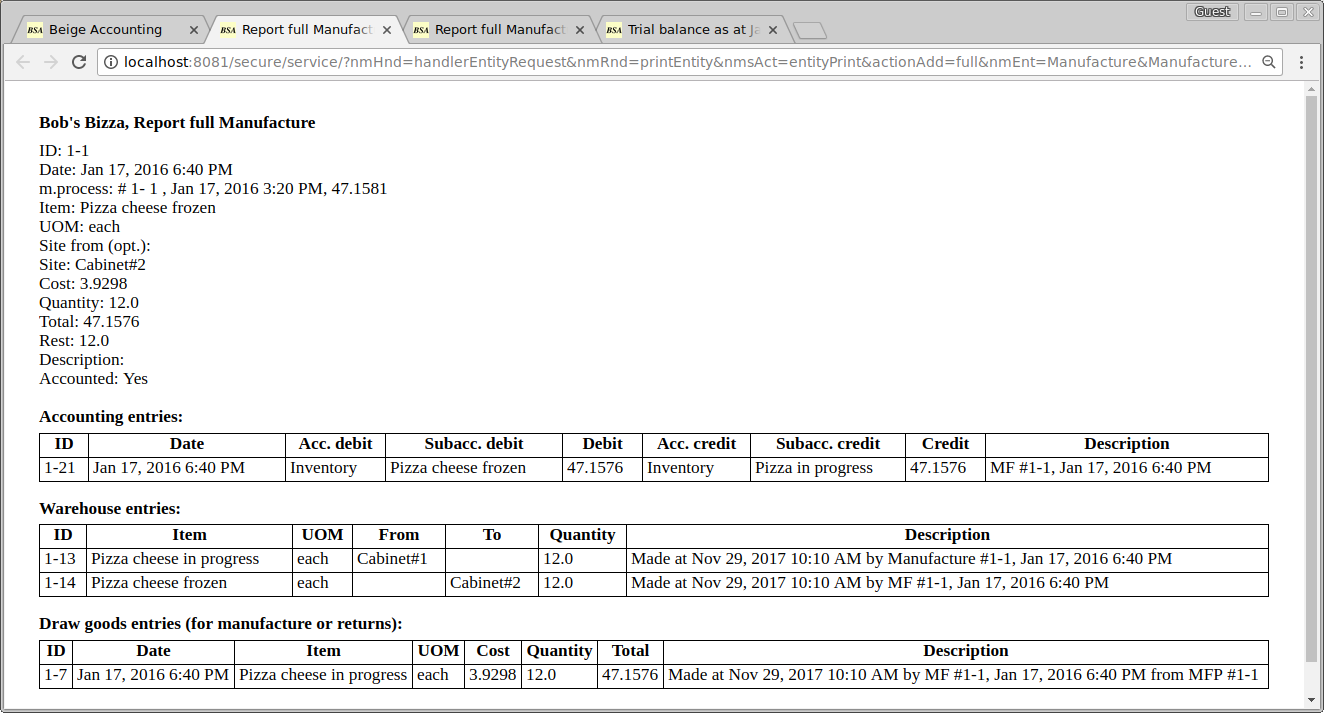 Guest
BSA Beige Accounting
BSA Report full Manufact
BSA Report full Manufact
BSA Trial balance as at Ja
localhost:8081/secure/service/?nmHnd=handlerEntityRequest&nmRnd=printEntity&nmsAct=entityPrint&actionAdd=full&nmEnt=Manufacture&Manufacture...
Bob's Bizza, Report full Manufacture
ID: 1-1
Date: Jan 17, 2016 6:40 PM
m.process: # 1- 1 , Jan 17, 2016 3:20 PM, 47.1581
Item: Pizza cheese frozen
UOM: each
Site from (opt.):
Site: Cabinet#2
Cost: 3.9298
Quantity: 12.0
Total: 47.1576
Rest: 12.0
Description:
Accounted: Yes
Accounting entries:
ID Date Acc. debit Subacc. debit Debit Acc. credit Subacc. credit Credit Description
1-21 Jan 17, 2016 6:40 PM Inventory Pizza cheese frozen 47.1576 Inventory Pizza in progress 47.1576 MF #1-1, Jan 17, 2016 6:40 PM
Warehouse entries:
ID Item UOM From To Quantity Description
1-13 Pizza cheese in progress each Cabinet#1 12.0 Made at Nov 29, 2017 10:10 AM by Manufacture #1-1, Jan 17, 2016 6:40 PM
1-14 Pizza cheese frozen each Cabinet#2 12.0 Made at Nov 29, 2017 10:10 AM by MF #1-1, Jan 17, 2016 6:40 PM
Draw goods entries (for manufacture or returns):
ID Date Item UOM Cost Quantity Total Description
1-7 Jan 17, 2016 6:40 PM Pizza cheese in progress each 3.9298 12.0 47.1576 Made at Nov 29, 2017 10:10 AM by MF #1-1, Jan 17, 2016 6:40 PM from MFP #1-1